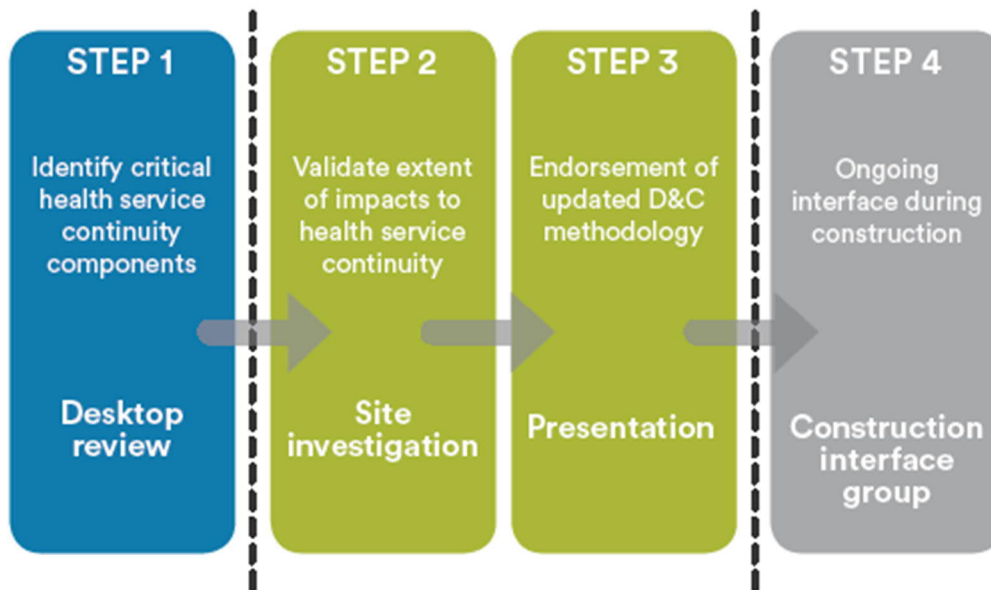 STEP 1
Identify critical
health service
continuity
components
Desktop
review
STEP 2
Validate extent
of impacts to
health service
continuity
Site
investigation
STEP 3
Endorsement of
updated D&C
methodology
Presentation
STEP 4
Ongoing
interface during
construction
Construction
interface
group